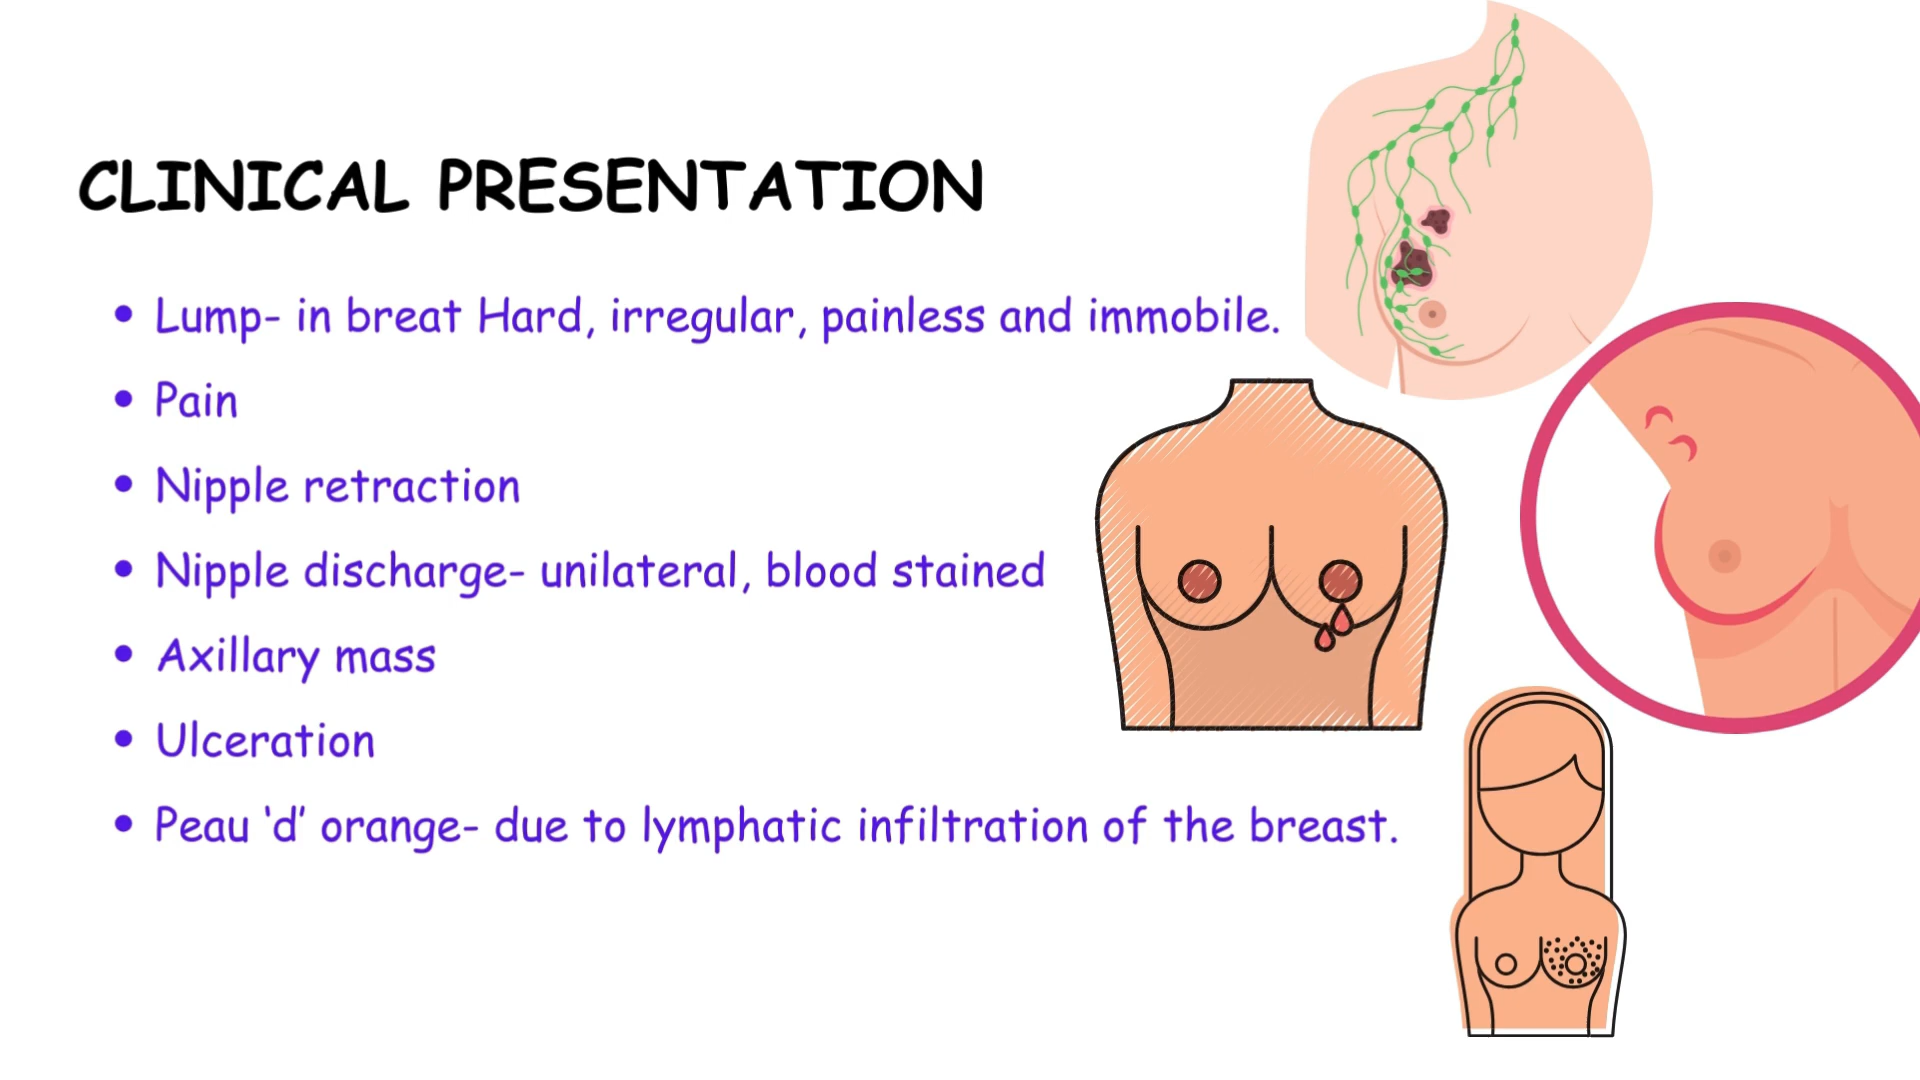 CLINICAL PRESENTATION
• Lump- in breat Hard, irregular, painless and immobile.
• Pain
• Nipple retraction
• Nipple discharge- unilateral, blood stained
• Axillary mass
• Ulceration
• Peau ‘d’ orange- due to lymphatic infiltration of the breast.